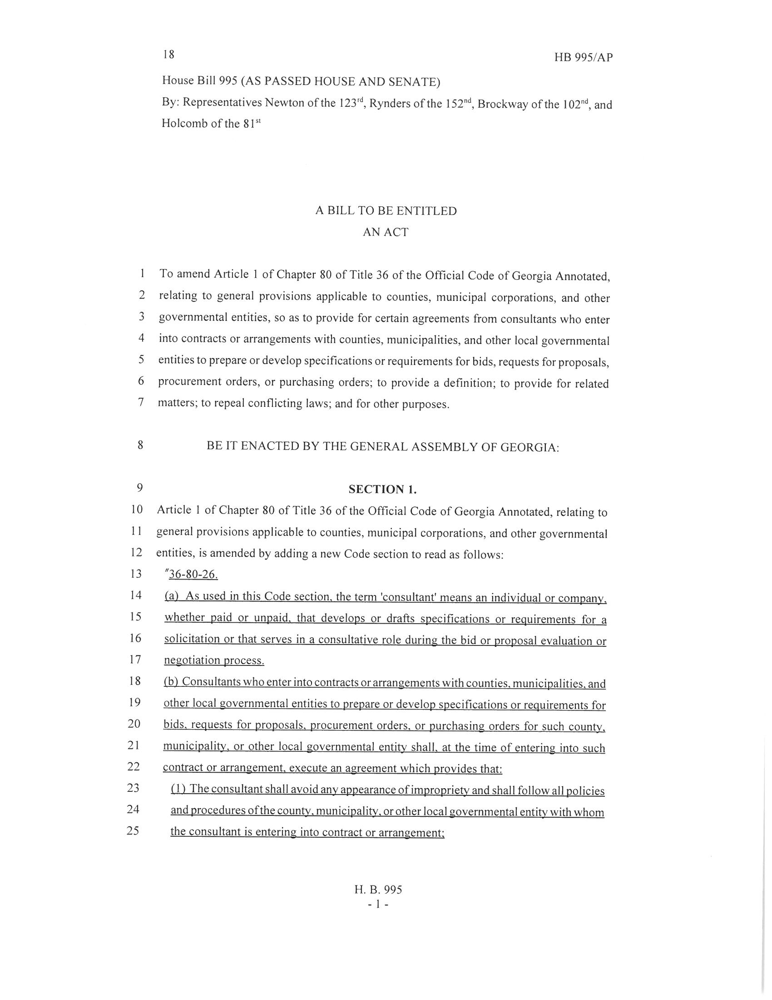 18
HB 995/AP
House Bill 995 (AS PASSED HOUSE AND SENATE)
By: Representatives Newton of the 123rd, Rynders of the 152nd, Brockway of the 102nd, and
Holcomb of the 81st
A BILL TO BE ENTITLED
AN ACT
1 To amend Article 1 of Chapter 80 of Title 36 of the Official Code of Georgia Annotated,
2 relating to general provisions applicable to counties, municipal corporations, and other
3 governmental entities, so as to provide for certain agreements from consultants who enter
4 into contracts or arrangements with counties, municipalities, and other local governmental
5 entities to prepare or develop specifications or requirements for bids, requests for proposals,
6 procurement orders, or purchasing orders; to provide a definition; to provide for related
7 matters; to repeal conflicting laws; and for other purposes.
8 BE IT ENACTED BY THE GENERAL ASSEMBLY OF GEORGIA:
9 SECTION 1.
10 Article 1 of Chapter 80 of Title 36 of the Official Code of Georgia Annotated, relating to
11 general provisions applicable to counties, municipal corporations, and other governmental
12 entities, is amended by adding a new Code section to read as follows:
13 "36-80-26.
14 (a) As used in this Code section, the term 'consultant' means an individual or company,
15 whether paid or unpaid, that develops or drafts specifications or requirements for a
16 solicitation or that serves in a consultative role during the bid or proposal evaluation or
17 negotiation process.
18 (b) Consultants who enter into contracts or arrangements with counties, municipalities, and
19 other local governmental entities to prepare or develop specifications or requirements for
20 bids, requests for proposals, procurement orders, or purchasing orders for such county,
21 municipality, or other local governmental entity shall, at the time of entering into such
22 contract or arrangement, execute an agreement which provides that:
23 (1) The consultant shall avoid any appearance of impropriety and shall follow all policies
24 and procedures of the county, municipality, or other local governmental entity with whom
25 the consultant is entering into contract or arrangement;
H. B. 995
- 1 -